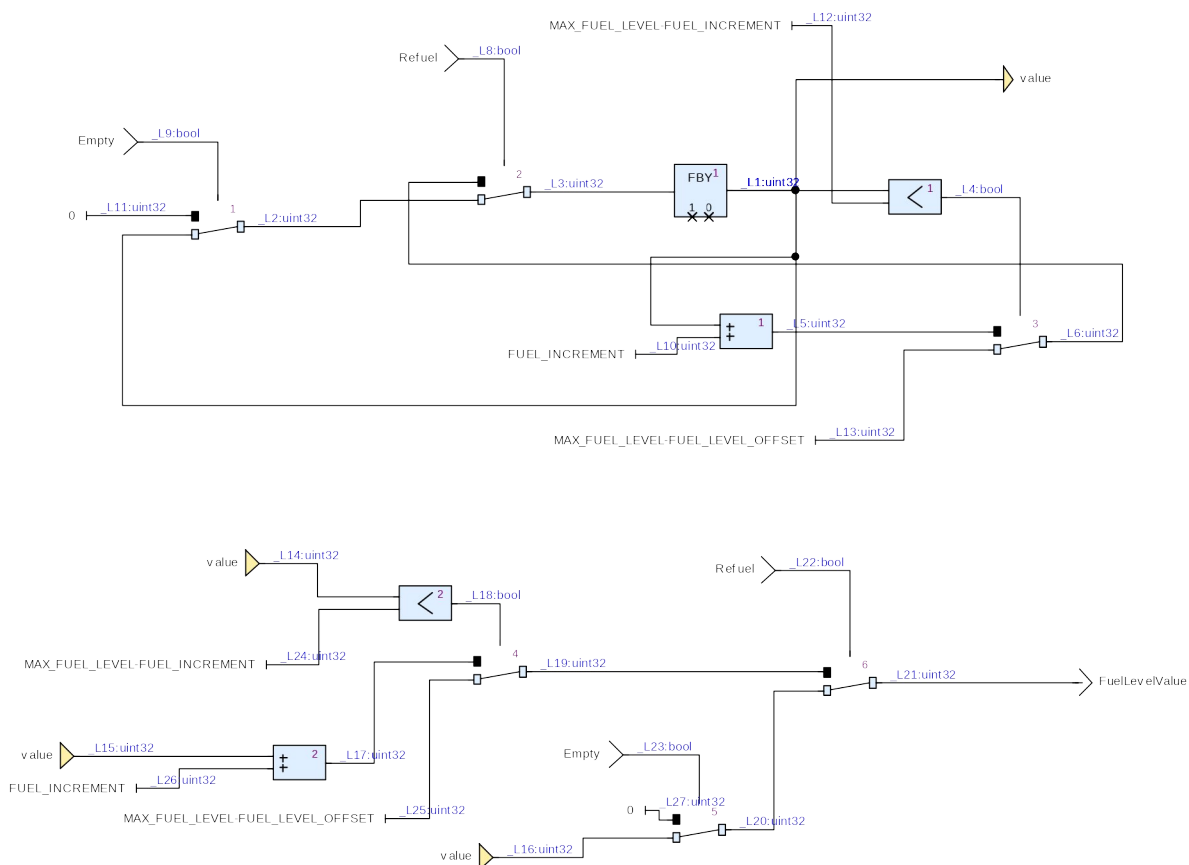 MAX_FUEL_LEVEL-FUEL_INCREMENT
_L12:uint32
Refuel
_L8:bool
value
Empty
_L9:bool
2
FBY
1
_L3:uint32
_L1:uint32
1
_L4:bool
1 0
0
_L11:uint32
1
_L2:uint32
1
_L5:uint32
3
_L6:uint32
FUEL_INCREMENT
_L10:uint32
MAX_FUEL_LEVEL-FUEL_LEVEL_OFFSET
_L13:uint32
value
_L14:uint32
Refuel
_L22:bool
2
_L18:bool
MAX_FUEL_LEVEL-FUEL_INCREMENT
_L24:uint32
4
_L19:uint32
6
_L21:uint32
FuelLevelValue
value
_L15:uint32
2
_L17:uint32
Empty
_L23:bool
FUEL_INCREMENT
_L26:uint32
MAX_FUEL_LEVEL-FUEL_LEVEL_OFFSET
_L25:uint32
0
_L27:uint32
5
_L20:uint32
value
_L16:uint32